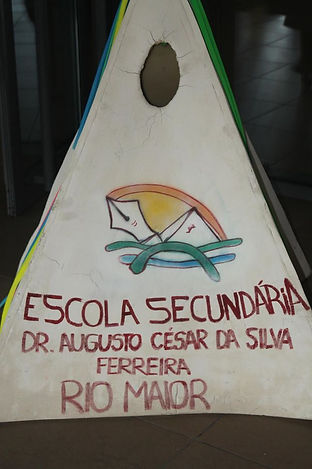 ESCOLA SECUNDÁRIA
DR. AUGUSTO CÉSAR DA SILVA
FERREIRA
RIO MAIOR